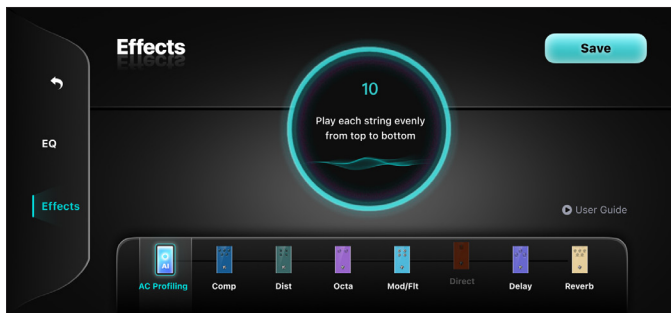 Effects
Save
10
Play each string evenly
from top to bottom
EQ
Effects
User Guide
AI
AC Profiling
Comp
Dist
Octa
Mod/Flt
Direct
Delay
Reverb